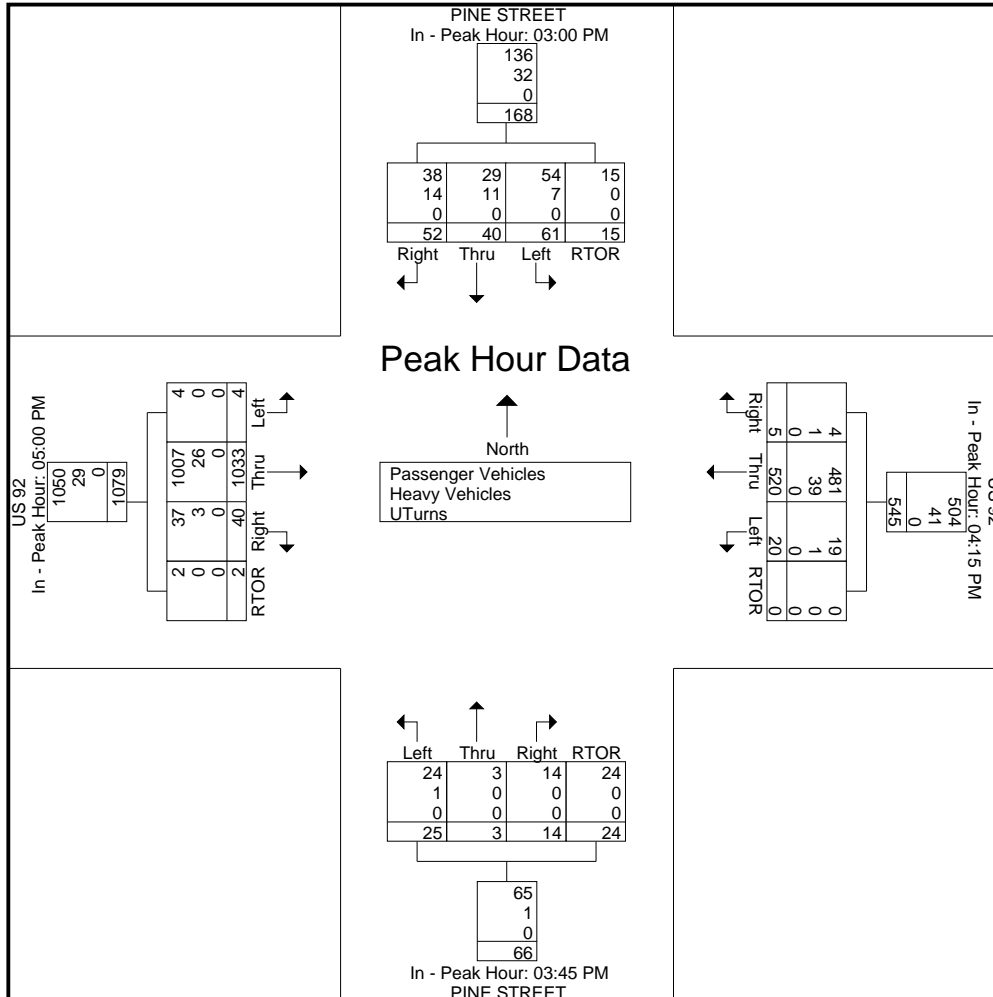 PINE STREET
In - Peak Hour: 03:00 PM
136
32
0
168
38 29 54 15
14 11 7 0
0 0 0 0
52 40 61 15
Right Thru Left RTOR
Peak Hour Data
North
Passenger Vehicles
Heavy Vehicles
UTurns
US 92
In - Peak Hour: 05:00 PM
1050
29
0
1079
4 0 0 4
Left
1007 26 0 1033
Thru
37 3 0 40
Right
2 0 0 2
RTOR
In - Peak Hour: 04:15 PM
504
41
0
545
Right
5 0 1 4
Thru
520 0 39 481
Left
20 0 1 19
RTOR
0 0 0 0
Left Thru Right RTOR
24 3 14 24
1 0 0 0
0 0 0 0
25 3 14 24
65
1
0
66
In - Peak Hour: 03:45 PM
PINE STREET